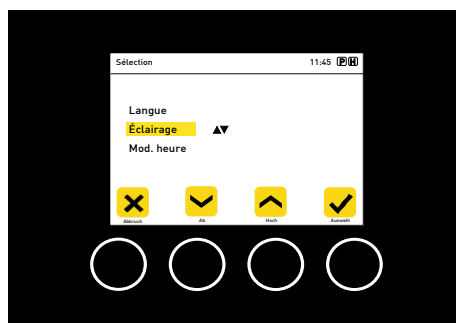 Sélection 11:45 P H
Langue
Éclairage ▲▼
Mod. heure
Abbruch Ab Hoch Auswahl